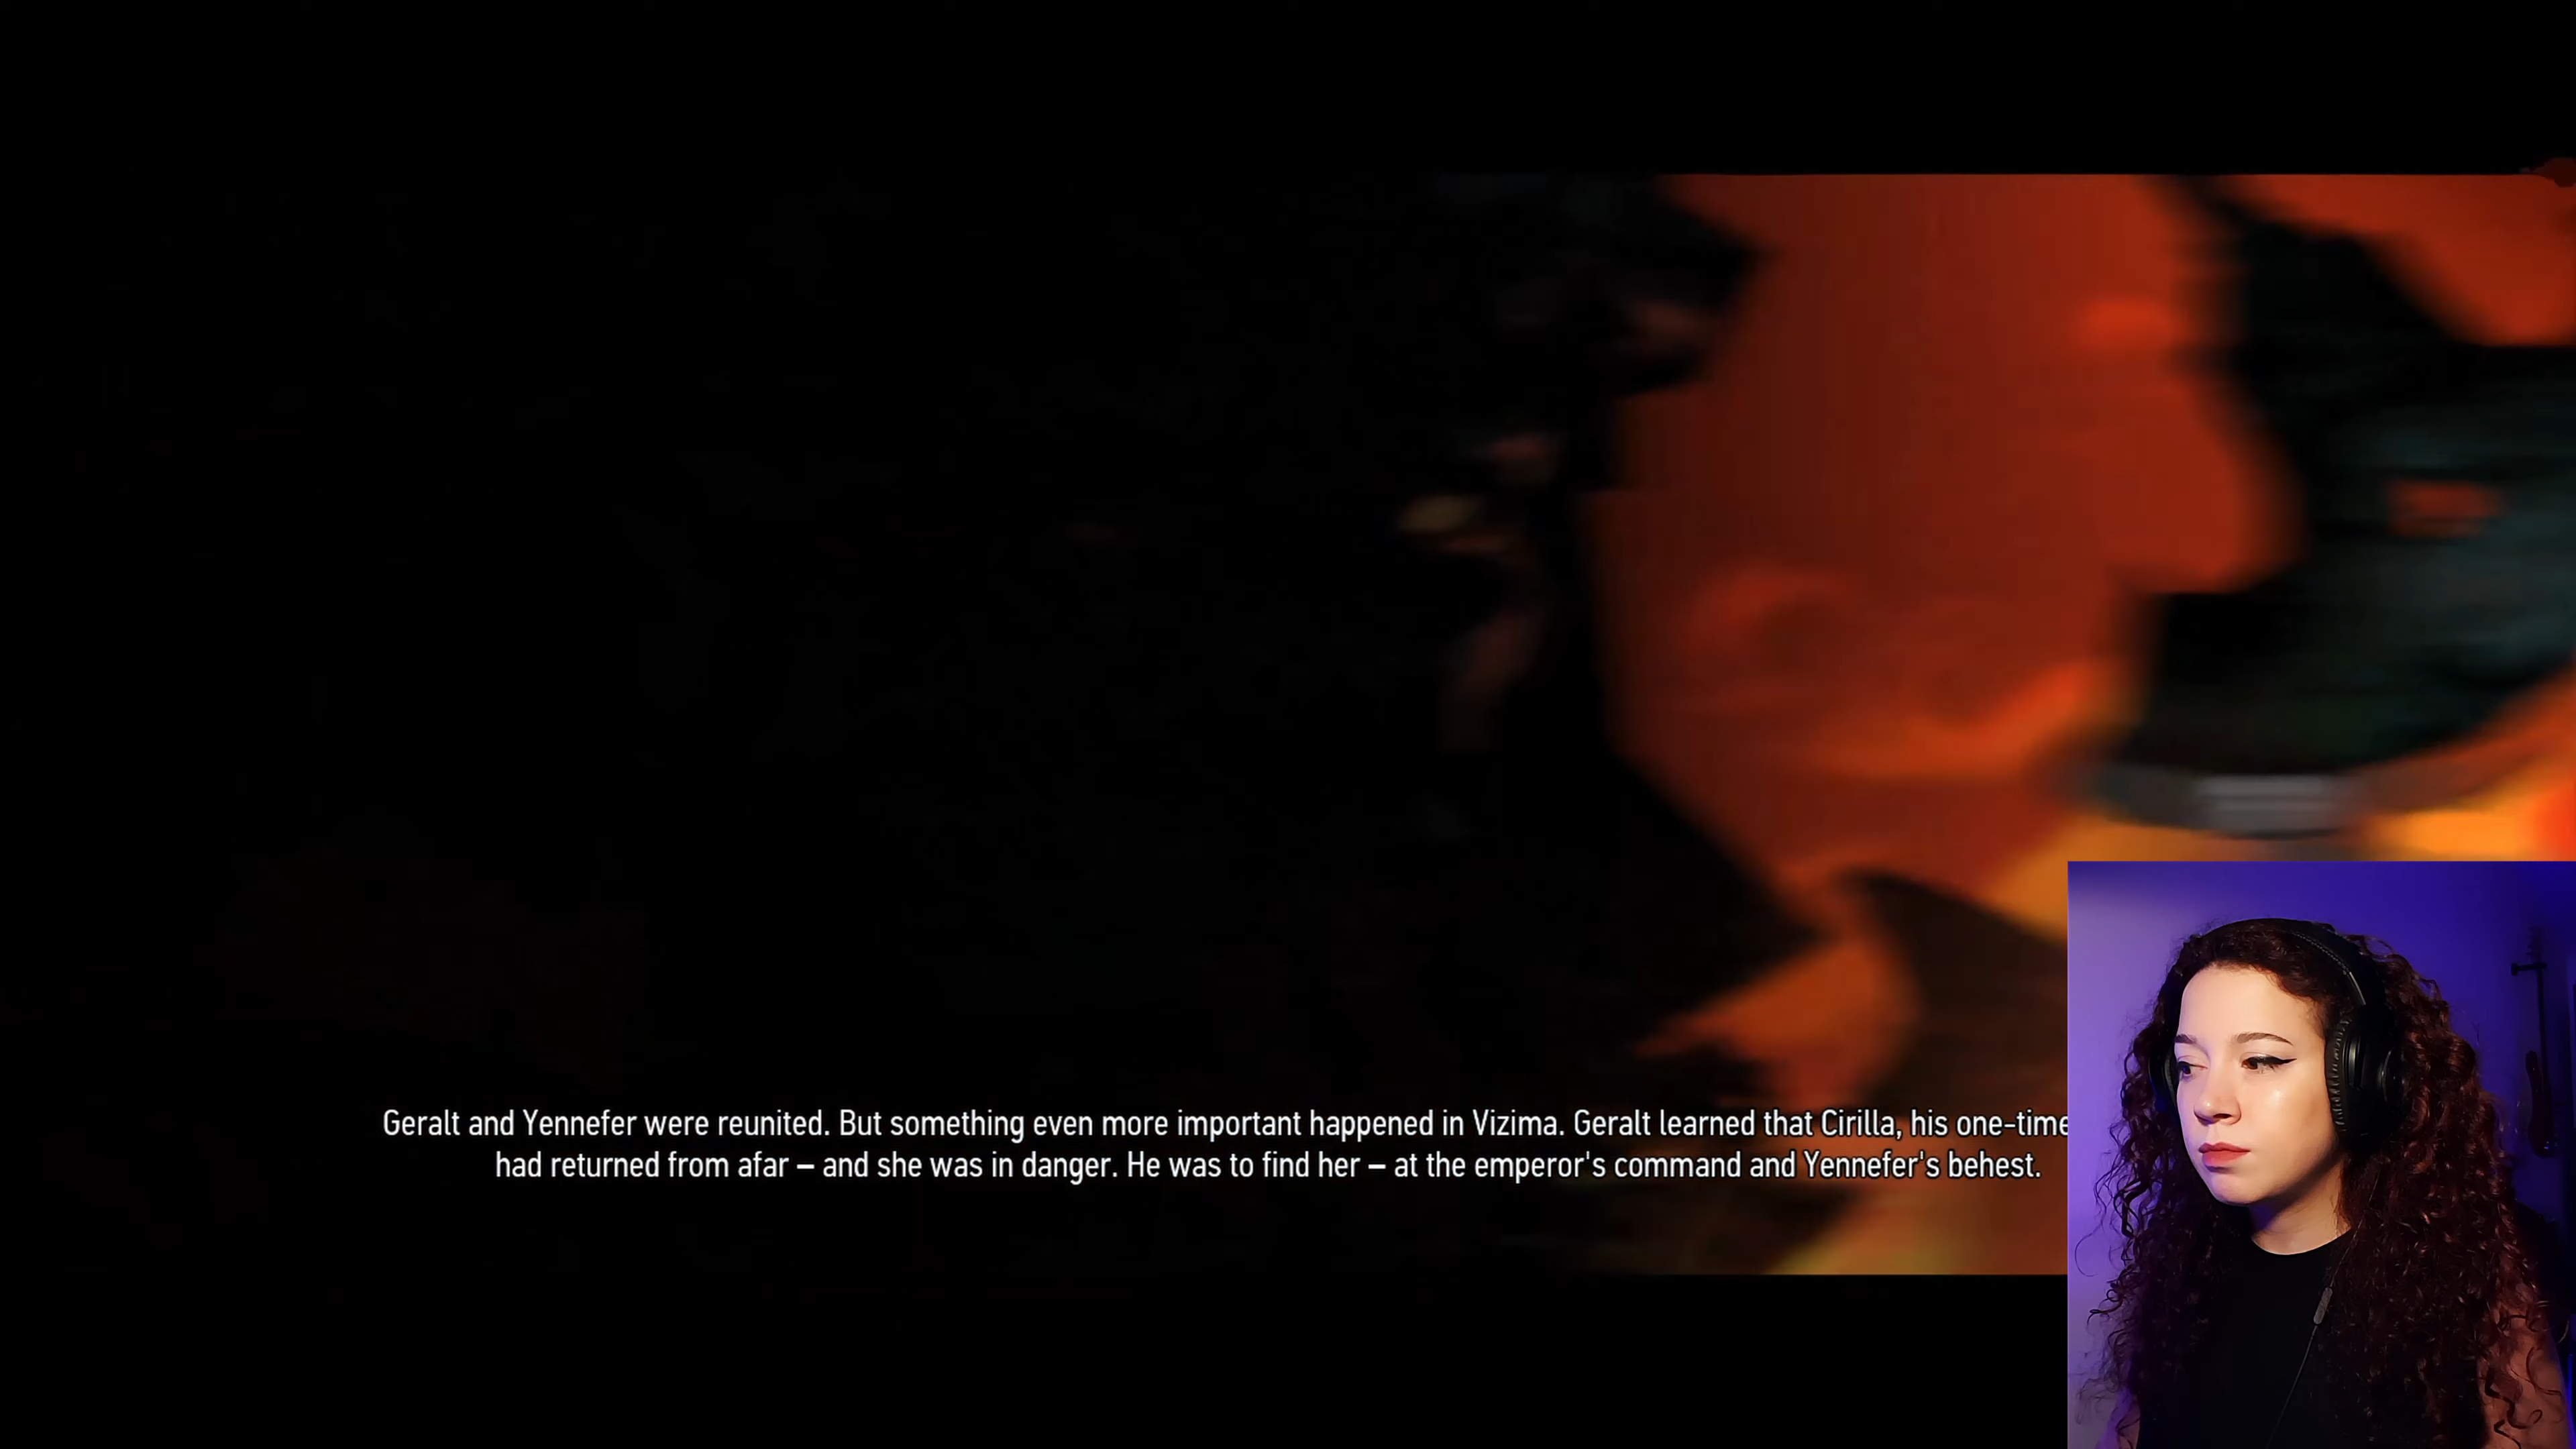 Geralt and Yennefer were reunited. But something even more important happened in Vizima. Geralt learned that Cirilla, his one-time
had returned from afar – and she was in danger. He was to find her – at the emperor's command and Yennefer's behest.